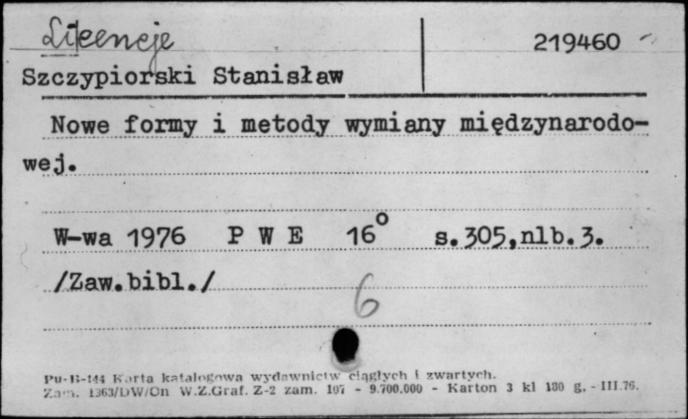 Licencje
219460
Szczypiorski Stanisław
Nowe formy i metody wymiany międzynarodo-
wej.
W-wa 1976 P W E 16° s.305,nlb.3.
/Zaw.bibl./
6
Pu-B-144 Karta katalogowa wydawnictw ciągłych i zwartych.
Zam. 1363/DW/On W.Z.Graf. Z-2 zam. 107 - 9.700.000 - Karton 3 kl 180 g. - III.76.